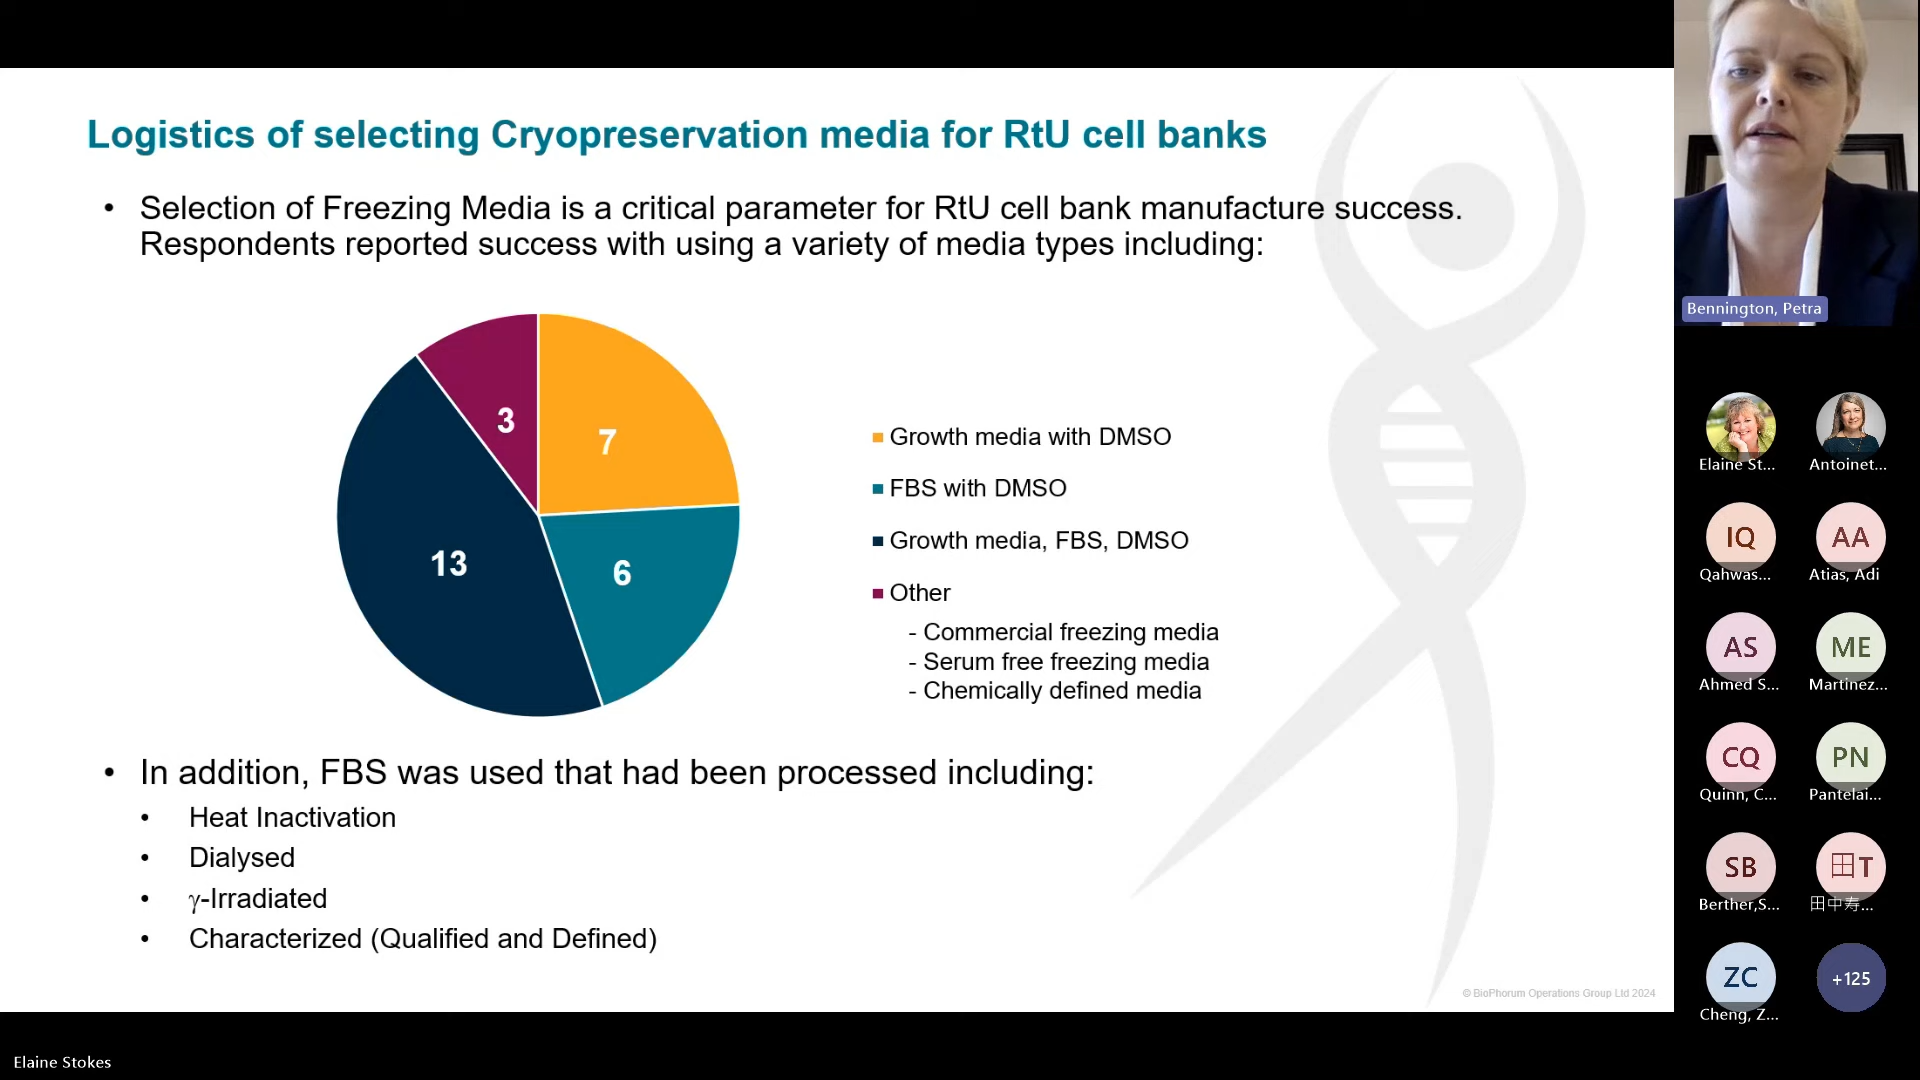 Logistics of selecting Cryopreservation media for RtU cell banks
• Selection of Freezing Media is a critical parameter for RtU cell bank manufacture success.
Respondents reported success with using a variety of media types including:
3
7
13
6
Growth media with DMSO
FBS with DMSO
Growth media, FBS, DMSO
Other
- Commercial freezing media
- Serum free freezing media
- Chemically defined media
• In addition, FBS was used that had been processed including:
• Heat Inactivation
• Dialysed
• γ-Irradiated
• Characterized (Qualified and Defined)
© BioPhorum Operations Group Ltd 2024
Elaine Stokes
Bennington, Petra
Elaine St...
Antoinet...
IQ
AA
Qahwas...
Atias, Adi
AS
ME
Ahmed S...
Martinez...
CQ
PN
Quinn, C...
Pantelai...
SB
田T
Berther,S...
田中寿...
ZC
+125
Cheng, Z...